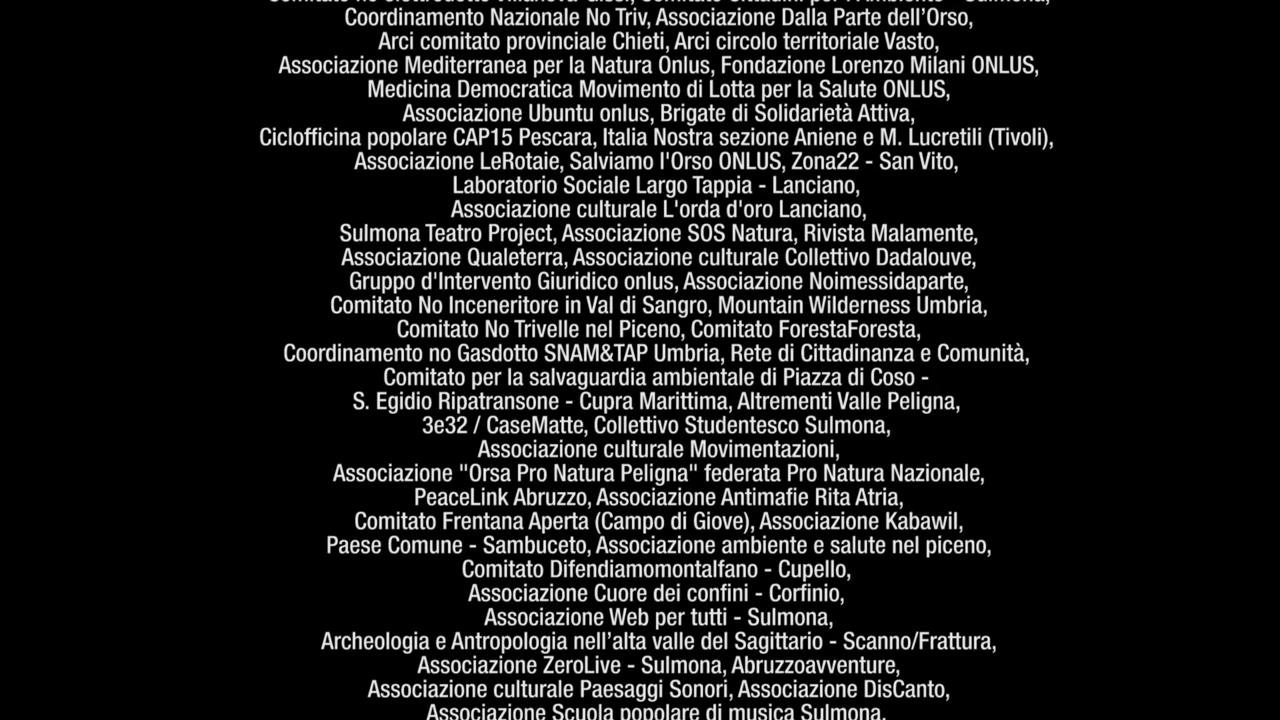 Comitato no elettrodotto Villanova-Gissi, Comitato Cittadini per l'Ambiente - Sulmona,
Coordinamento Nazionale No Triv, Associazione Dalla Parte dell’Orso,
Arci comitato provinciale Chieti, Arci circolo territoriale Vasto,
Associazione Mediterranea per la Natura Onlus, Fondazione Lorenzo Milani ONLUS,
Medicina Democratica Movimento di Lotta per la Salute ONLUS,
Associazione Ubuntu onlus, Brigate di Solidarietà Attiva,
Ciclofficina popolare CAP15 Pescara, Italia Nostra sezione Aniene e M. Lucretili (Tivoli),
Associazione LeRotaie, Salviamo l'Orso ONLUS, Zona22 - San Vito,
Laboratorio Sociale Largo Tappia - Lanciano,
Associazione culturale L'orda d'oro Lanciano,
Sulmona Teatro Project, Associazione SOS Natura, Rivista Malamente,
Associazione Qualeterra, Associazione culturale Collettivo Dadalouve,
Gruppo d'Intervento Giuridico onlus, Associazione Noimessidaparte,
Comitato No Inceneritore in Val di Sangro, Mountain Wilderness Umbria,
Comitato No Trivelle nel Piceno, Comitato ForestaForesta,
Coordinamento no Gasdotto SNAM&TAP Umbria, Rete di Cittadinanza e Comunità,
Comitato per la salvaguardia ambientale di Piazza di Coso -
S. Egidio Ripatransone - Cupra Marittima, Altrementi Valle Peligna,
3e32 / CaseMatte, Collettivo Studentesco Sulmona,
Associazione culturale Movimentazioni,
Associazione "Orsa Pro Natura Peligna" federata Pro Natura Nazionale,
PeaceLink Abruzzo, Associazione Antimafie Rita Atria,
Comitato Frentana Aperta (Campo di Giove), Associazione Kabawil,
Paese Comune - Sambuceto, Associazione ambiente e salute nel piceno,
Comitato Difendiamomontalfano - Cupello,
Associazione Cuore dei confini - Corfinio,
Associazione Web per tutti - Sulmona,
Archeologia e Antropologia nell’alta valle del Sagittario - Scanno/Frattura,
Associazione ZeroLive - Sulmona, Abruzzoavventure,
Associazione culturale Paesaggi Sonori, Associazione DisCanto,
Associazione Scuola popolare di musica Sulmona,